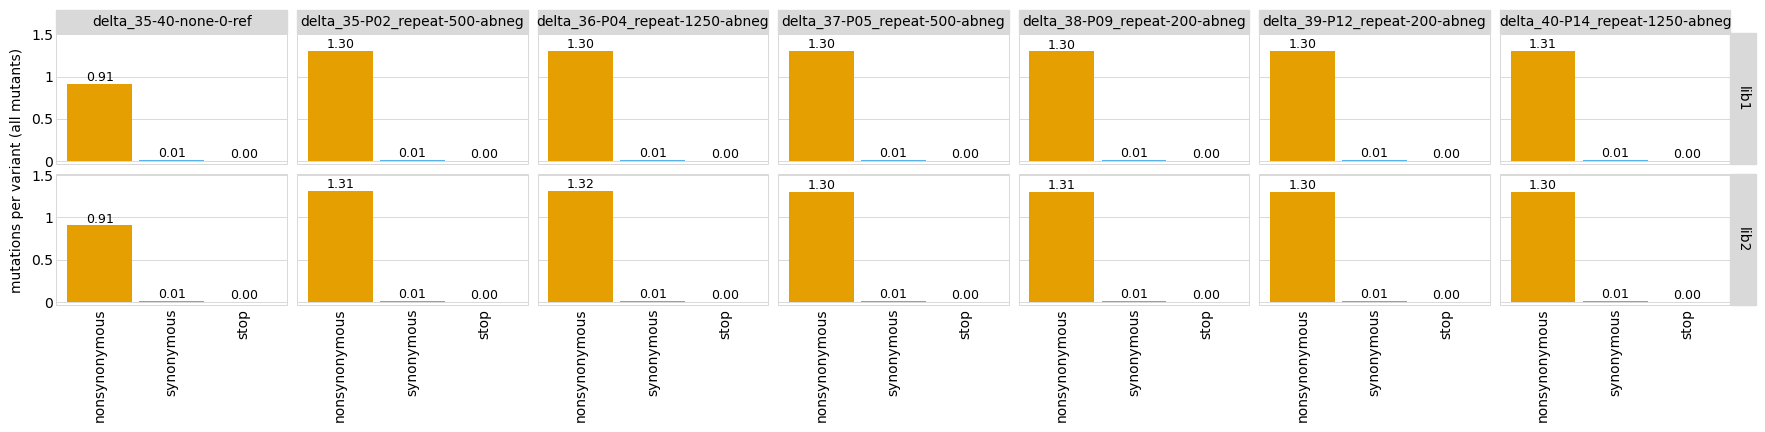 delta_35-40-none-0-ref delta_35-P02_repeat-500-abneg delta_36-P04_repeat-1250-abneg delta_37-P05_repeat-500-abneg delta_38-P09_repeat-200-abneg delta_39-P12_repeat-200-abneg delta_40-P14_repeat-1250-abneg
mutations per variant (all mutants)
1.5
1
0.5
0
0.91 0.01 0.00 1.30 0.01 0.00 1.30 0.01 0.00 1.30 0.01 0.00 1.30 0.01 0.00 1.30 0.01 0.00 1.31 0.01 0.00
lib1
1.5
1
0.5
0
0.91 0.01 0.00 1.31 0.01 0.00 1.32 0.01 0.00 1.30 0.01 0.00 1.31 0.01 0.00 1.30 0.01 0.00 1.30 0.01 0.00
lib2
nonsynonymous synonymous stop nonsynonymous synonymous stop nonsynonymous synonymous stop nonsynonymous synonymous stop nonsynonymous synonymous stop nonsynonymous synonymous stop nonsynonymous synonymous stop